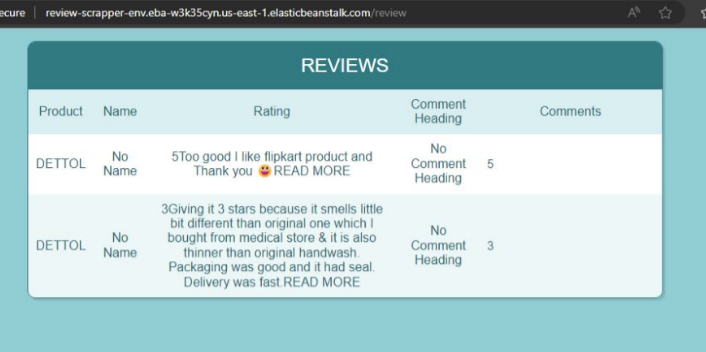 ecure | review-scrapper-env.eba-w3k35cyn.us-east-1.elasticbeanstalk.com/review
REVIEWS
Product Name Rating Comment Heading Comments
DETTOL
No
Name
5Too good I like flipkart product and
Thank you 😀READ MORE
No
Comment
Heading
5
DETTOL
No
Name
3Giving it 3 stars because it smells little
bit different than original one which I
bought from medical store & it is also
thinner than original handwash.
Packaging was good and it had seal.
Delivery was fast.READ MORE
No
Comment
Heading
3